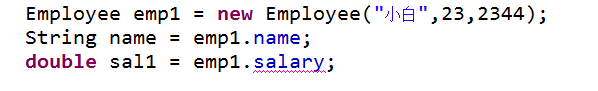 Employee emp1 = new Employee("小白",23,2344);
String name = emp1.name;
double sal1 = emp1.salary;